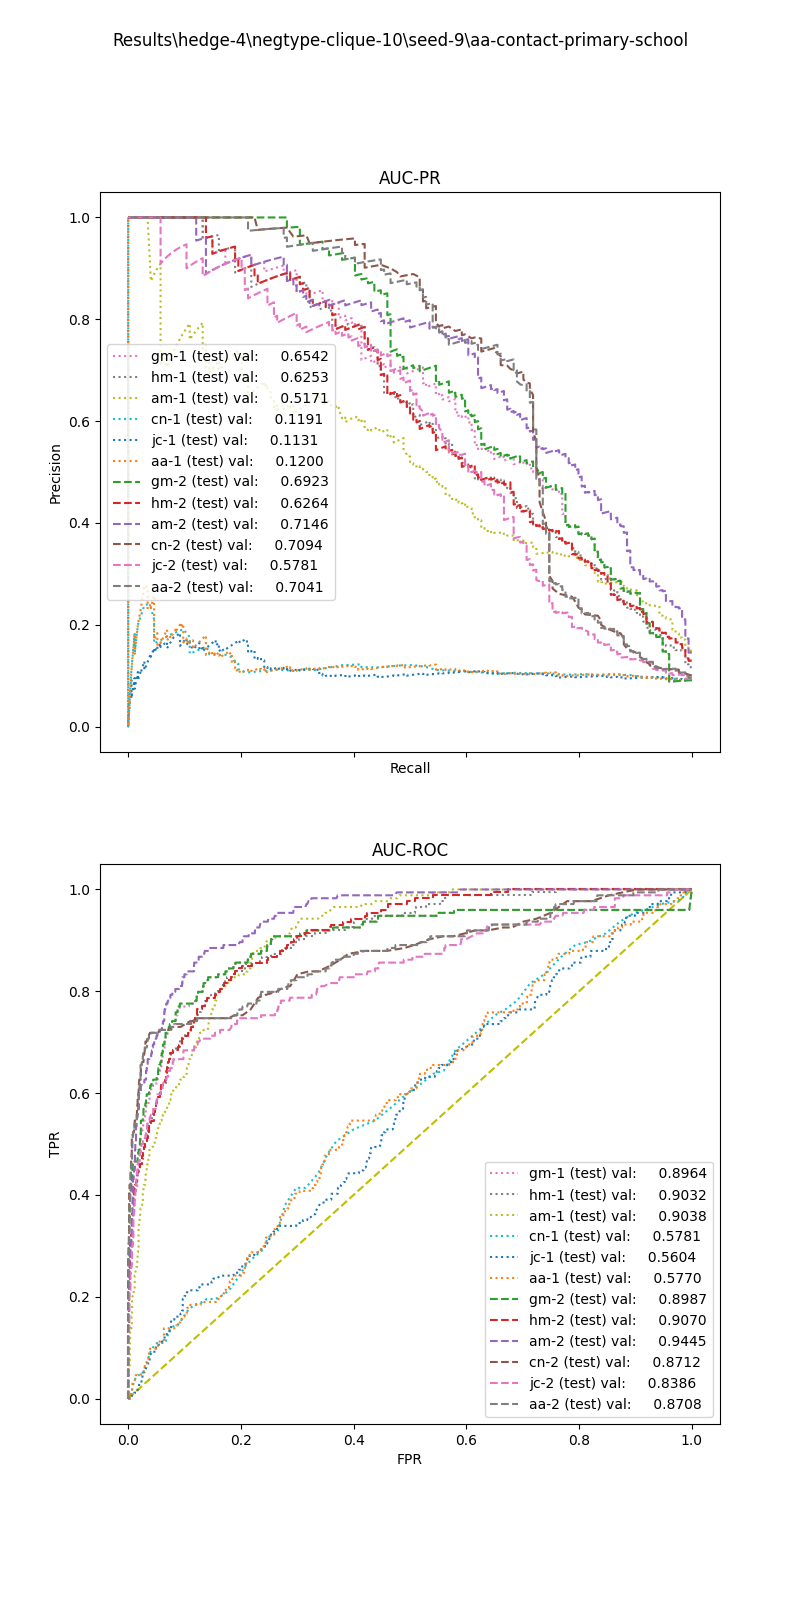 Results\hedge-4\negtype-clique-10\seed-9\aa-contact-primary-school
AUC-PR
1.0
0.8
0.6
0.4
0.2
0.0
Precision
gm-1 (test) val: 0.6542
hm-1 (test) val: 0.6253
am-1 (test) val: 0.5171
cn-1 (test) val: 0.1191
jc-1 (test) val: 0.1131
aa-1 (test) val: 0.1200
gm-2 (test) val: 0.6923
hm-2 (test) val: 0.6264
am-2 (test) val: 0.7146
cn-2 (test) val: 0.7094
jc-2 (test) val: 0.5781
aa-2 (test) val: 0.7041
Recall
AUC-ROC
1.0
0.8
0.6
0.4
0.2
0.0
TPR
gm-1 (test) val: 0.8964
hm-1 (test) val: 0.9032
am-1 (test) val: 0.9038
cn-1 (test) val: 0.5781
jc-1 (test) val: 0.5604
aa-1 (test) val: 0.5770
gm-2 (test) val: 0.8987
hm-2 (test) val: 0.9070
am-2 (test) val: 0.9445
cn-2 (test) val: 0.8712
jc-2 (test) val: 0.8386
aa-2 (test) val: 0.8708
0.0 0.2 0.4 0.6 0.8 1.0
FPR